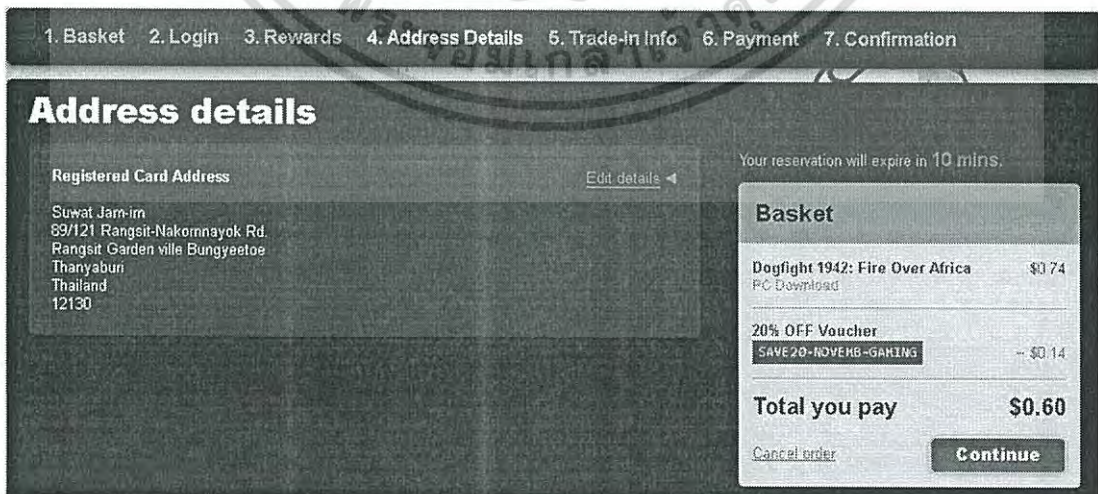 1. Basket 2. Login 3. Rewards 4. Address Details 5. Trade-in Info 6. Payment 7. Confirmation
Address details
Registered Card Address
Edit details ◄
Suwat Jam-im
89/121 Rangsit-Nakornnayok Rd.
Rangsit Garden ville Bungyeetoe
Thanyaburi
Thailand
12130
Your reservation will expire in 10 mins.
Basket
Dogfight 1942: Fire Over Africa $0.74
PC Download
20% OFF Voucher
SAVE20-NOVEMB-GAMING – $0.14
Total you pay $0.60
Cancel order
Continue